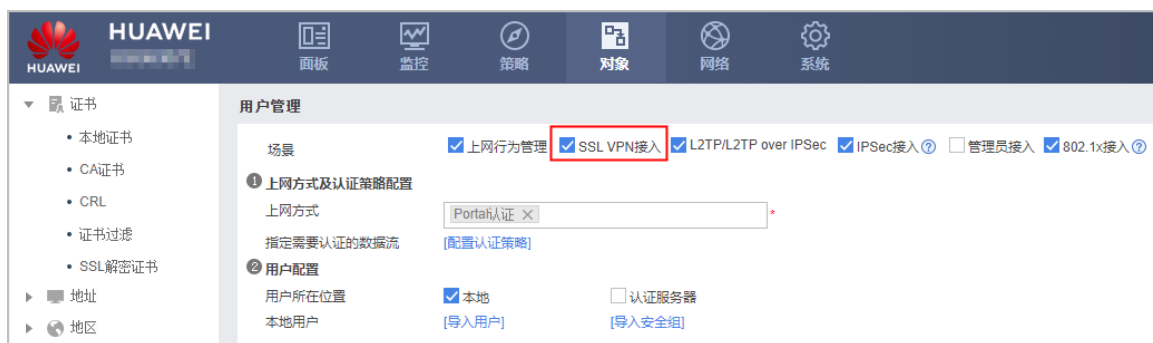 HUAWEI
HUAWEI
面板
监控
策略
对象
网络
系统
证书
本地证书
CA证书
CRL
证书过滤
SSL解密证书
地址
地区
用户管理
场景 上网行为管理 SSL VPN接入 L2TP/L2TP over IPSec IPSec接入 ? 管理员接入 802.1x接入 ?
1 上网方式及认证策略配置
上网方式 Portal认证 *
指定需要认证的数据流 [配置认证策略]
2 用户配置
用户所在位置 本地 认证服务器
本地用户 [导入用户] [导入安全组]